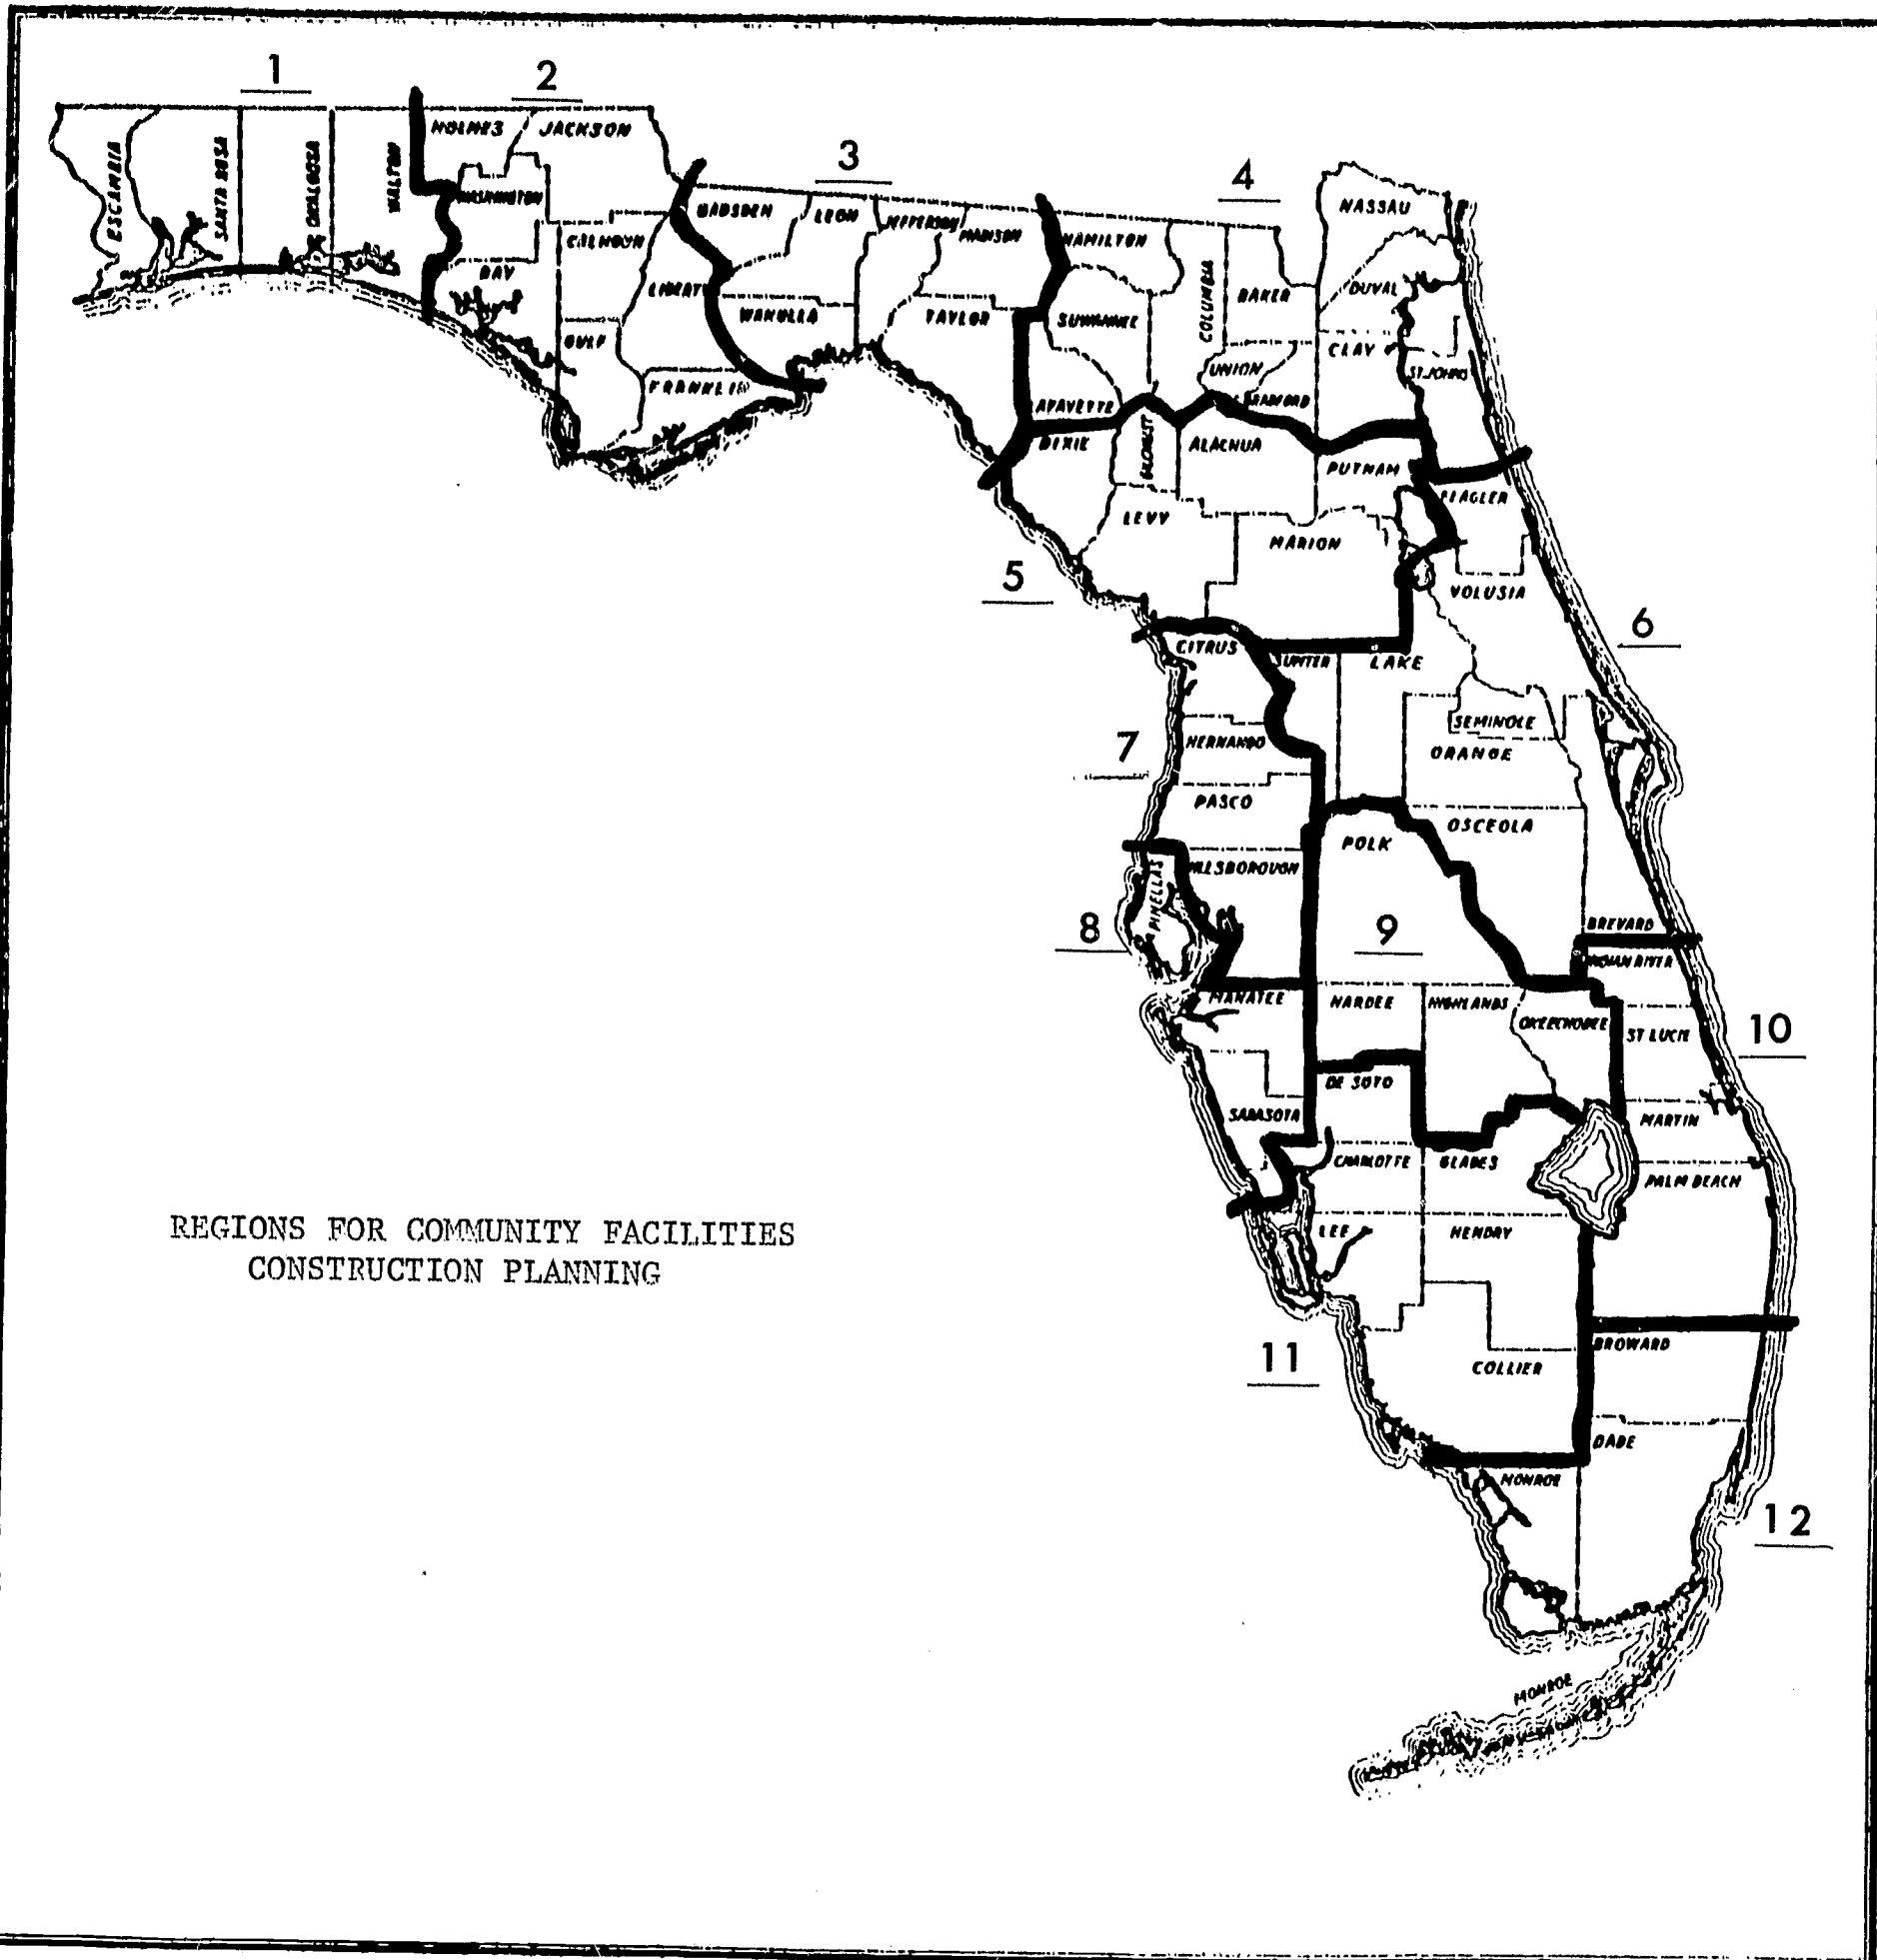 1
2
3
4
HOLMES
JACKSON
ESCAMBIA
SANTA ROSA
OKALOOSA
WALTON
WASHINGTON
BAY
CALHOUN
GULF
LIBERTY
FRANKLIN
GADSDEN
LEON
JEFFERSON
MADISON
WAKULLA
TAYLOR
HAMILTON
SUWANNEE
COLUMBIA
BAKER
NASSAU
DUVAL
CLAY
ST. JOHNS
UNION
BRADFORD
LAFAYETTE
DIXIE
GILCHRIST
ALACHUA
PUTNAM
FLAGLER
LEVY
MARION
5
VOLUSIA
6
CITRUS
SUMTER
LAKE
SEMINOLE
ORANGE
7
HERNANDO
PASCO
OSCEOLA
POLK
HILLSBOROUGH
PINELLAS
8
9
BREVARD
INDIAN RIVER
MANATEE
HARDEE
HIGHLANDS
OKEECHOBEE
ST LUCIE
10
DE SOTO
SARASOTA
MARTIN
CHARLOTTE
GLADES
PALM BEACH
LEE
HENDRY
REGIONS FOR COMMUNITY FACILITIES
CONSTRUCTION PLANNING
11
COLLIER
BROWARD
DADE
MONROE
12
MONROE